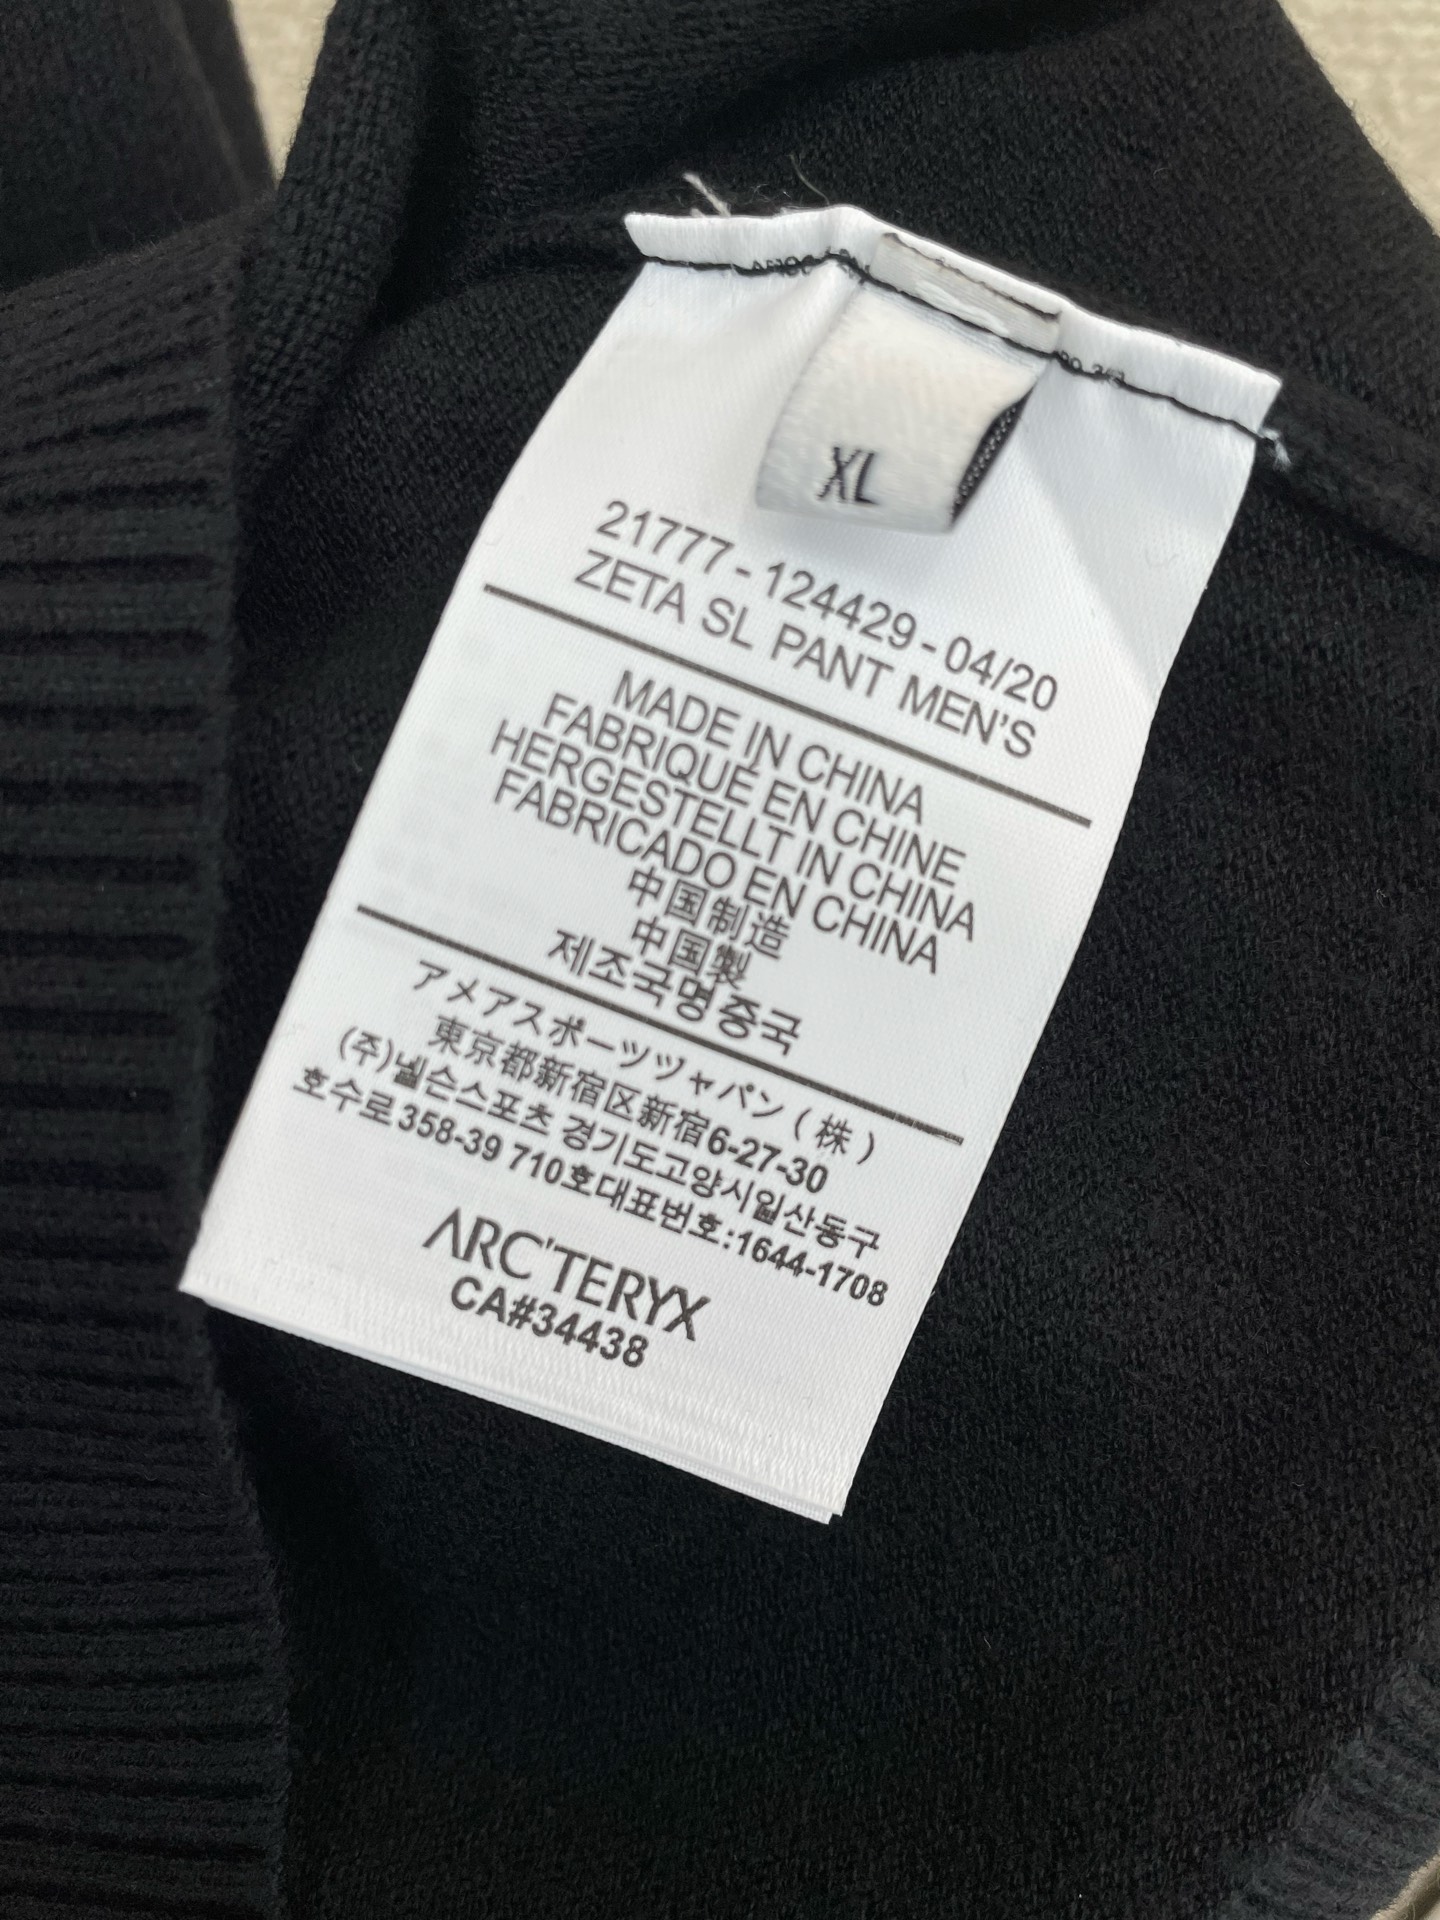 XL
21777 - 124429 - 04/20
ZETA SL PANT MEN'S
MADE IN CHINA
FABRIQUÉ EN CHINE
HERGESTELLT IN CHINA
FABRICADO EN CHINA
中国制造
中国製
제조국명중국
アメアスポーツツャパン(株)
東京都新宿区新宿6-27-30
(주)넬슨스포츠 경기도고양시일산동구
호수로358-39 710호대표번호:1644-1708
ARC'TERYX
CA#34438